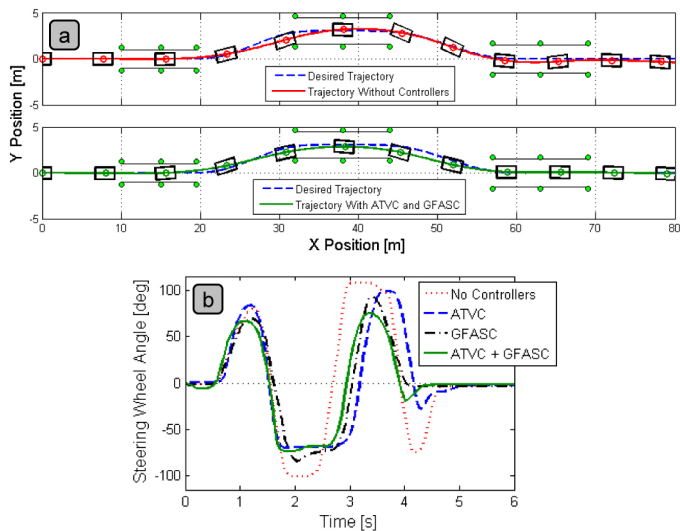 a
5
0
5
Desired Trajectory
Trajectory Without Controllers
Y Position [m]
5
0
5
Desired Trajectory
Trajectory With ATVC and GFASC
0 10 20 30 40 50 60 70 80
X Position [m]
b
100
50
0
-50
-100
Steering Wheel Angle [deg]
No Controllers
ATVC
GFASC
ATVC + GFASC
0 1 2 3 4 5 6
Time [s]